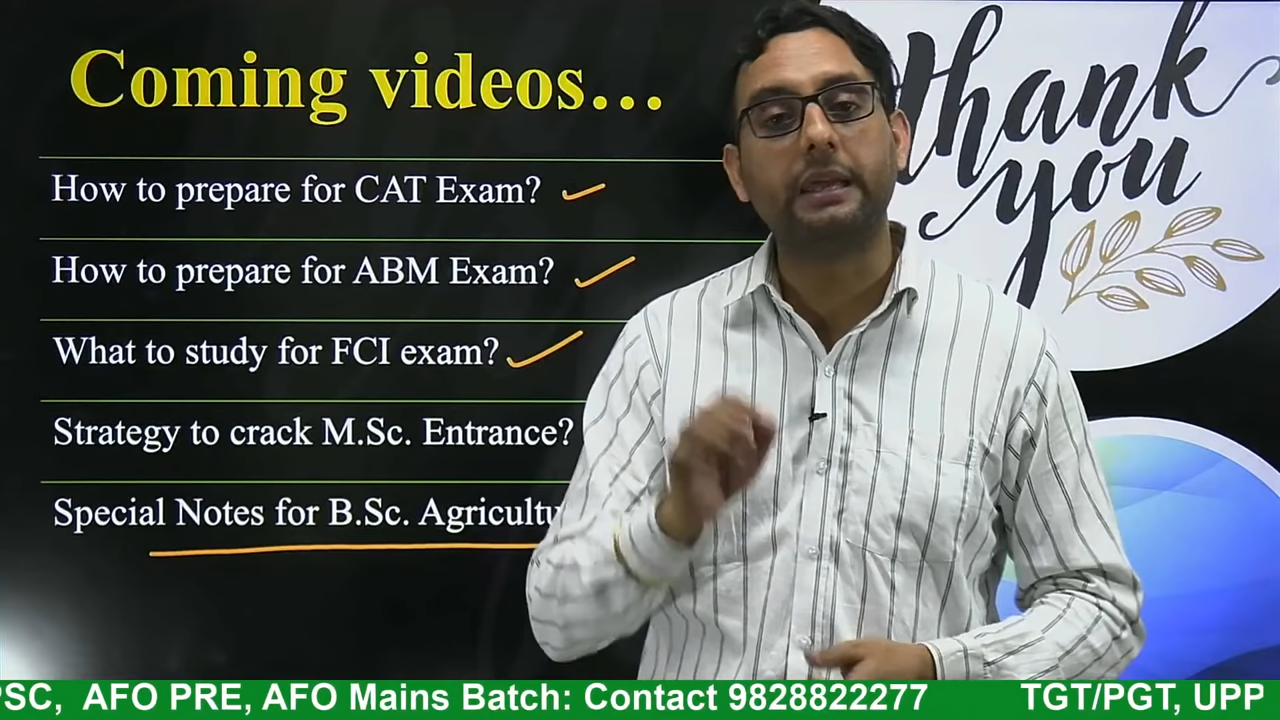 Coming videos…
How to prepare for CAT Exam?
How to prepare for ABM Exam?
What to study for FCI exam?
Strategy to crack M.Sc. Entrance?
Special Notes for B.Sc. Agricultu
Thank
you
PSC, AFO PRE, AFO Mains Batch: Contact 9828822277 TGT/PGT, UPP